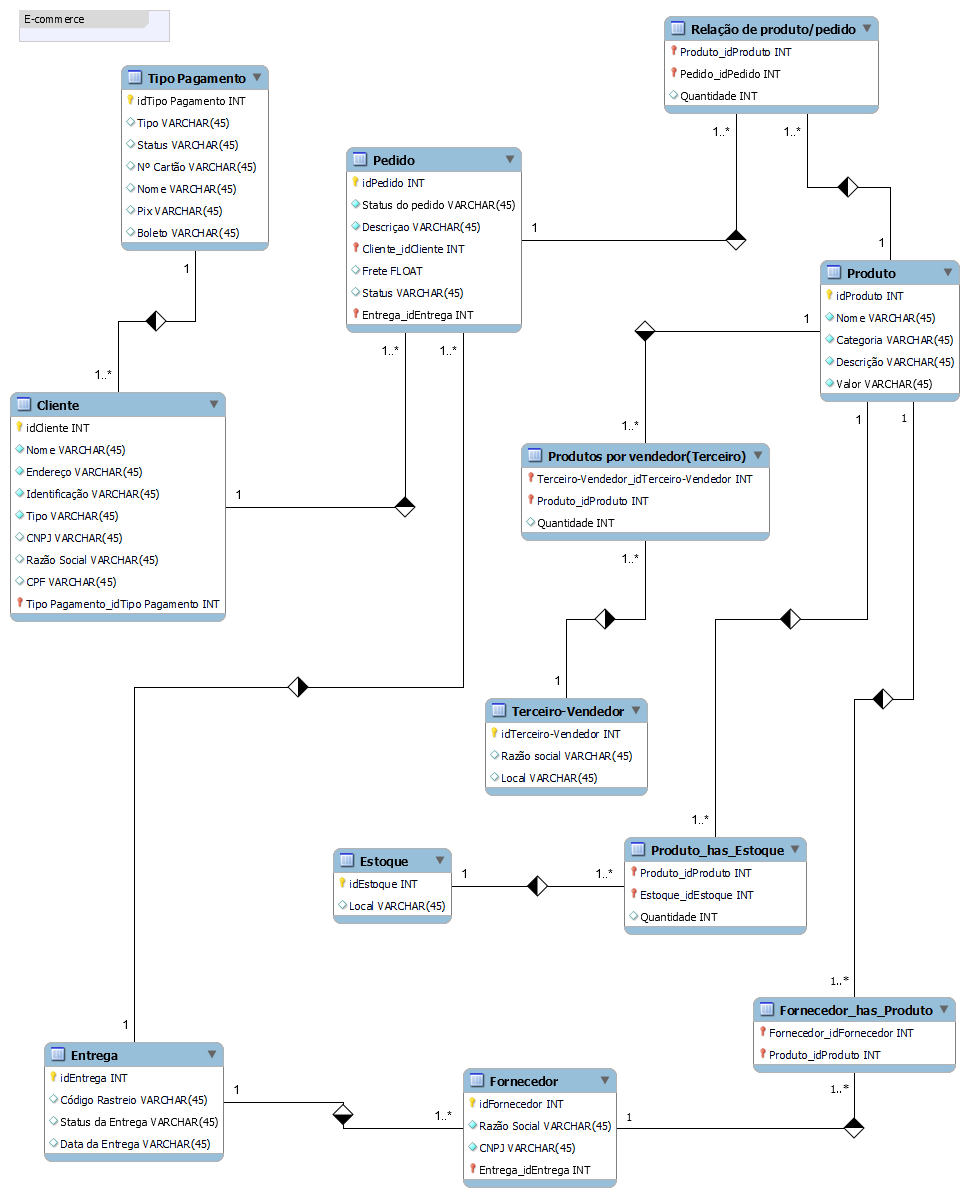 E-commerce
Relação de produto/pedido
Produto_idProduto INT
Pedido_idPedido INT
Quantidade INT
1..*
1..*
Tipo Pagamento
idTipo Pagamento INT
Tipo VARCHAR(45)
Status VARCHAR(45)
Nº Cartão VARCHAR(45)
Nome VARCHAR(45)
Pix VARCHAR(45)
Boleto VARCHAR(45)
1
1..*
Pedido
idPedido INT
Status do pedido VARCHAR(45)
Descriçao VARCHAR(45)
Cliente_idCliente INT
Frete FLOAT
Status VARCHAR(45)
Entrega_idEntrega INT
1
1..*
1..*
1
Produto
idProduto INT
Nome VARCHAR(45)
Categoria VARCHAR(45)
Descrição VARCHAR(45)
Valor VARCHAR(45)
1
1
1
Cliente
idCliente INT
Nome VARCHAR(45)
Endereço VARCHAR(45)
Identificação VARCHAR(45)
Tipo VARCHAR(45)
CNPJ VARCHAR(45)
Razão Social VARCHAR(45)
CPF VARCHAR(45)
Tipo Pagamento_idTipo Pagamento INT
1
1..*
Produtos por vendedor(Terceiro)
Terceiro-Vendedor_idTerceiro-Vendedor INT
Produto_idProduto INT
Quantidade INT
1..*
1
Terceiro-Vendedor
idTerceiro-Vendedor INT
Razão social VARCHAR(45)
Local VARCHAR(45)
1..*
Produto_has_Estoque
Produto_idProduto INT
Estoque_idEstoque INT
Quantidade INT
1..*
Estoque
idEstoque INT
Local VARCHAR(45)
1
1..*
Fornecedor_has_Produto
Fornecedor_idFornecedor INT
Produto_idProduto INT
1..*
1
Entrega
idEntrega INT
Código Rastreio VARCHAR(45)
Status da Entrega VARCHAR(45)
Data da Entrega VARCHAR(45)
1
1..*
Fornecedor
idFornecedor INT
Razão Social VARCHAR(45)
CNPJ VARCHAR(45)
Entrega_idEntrega INT
1